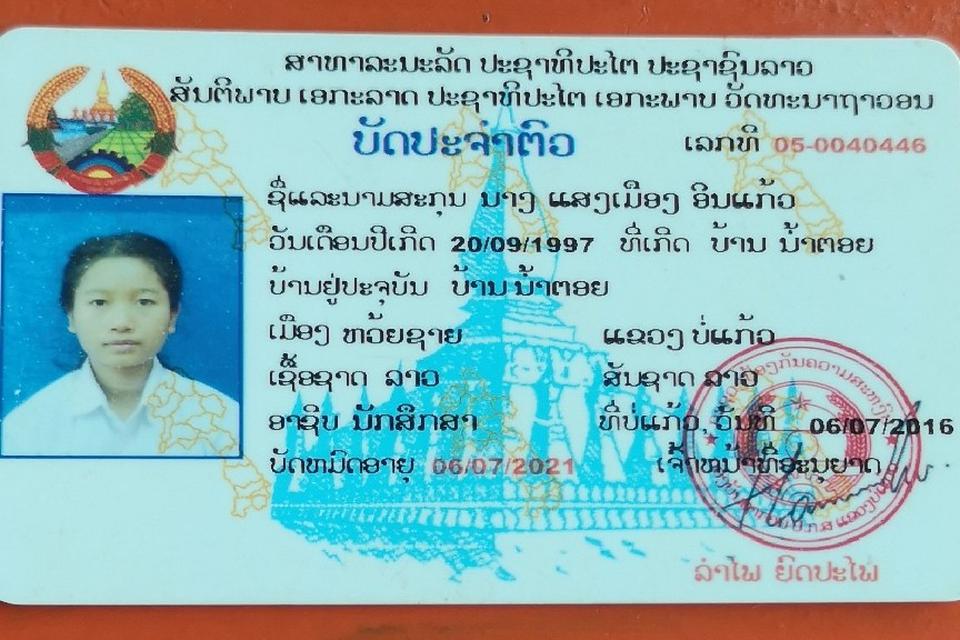 ສາທາລະນະລັດ ປະຊາທິປະໄຕ ປະຊາຊົນລາວ
ສັນຕິພາບ ເອກະລາດ ປະຊາທິປະໄຕ ເອກະພາບ ວັດທະນາຖາວອນ
ບັດປະຈຳຕົວ ເລກທີ 05-0040446
ຊື່ແລະນາມສະກຸນ ນາງ ແສງເມືອງ ອິນແກ້ວ
ວັນເດືອນປີເກີດ 20/09/1997 ທີ່ເກີດ ບ້ານ ນ້ຳຕອຍ
ບ້ານຢູ່ປະຈຸບັນ ບ້ານ ນ້ຳຕອຍ
ເມືອງ ຫວ້ຍຊາຍ ແຂວງ ບໍ່ແກ້ວ
ເຊື້ອຊາດ ລາວ ສັນຊາດ ລາວ
ອາຊິບ ນັກສຶກສາ ທີ່ບໍ່ແກ້ວ, ວັນທີ 06/07/2016
ບັດຫມົດອາຍຸ 06/07/2021 ເຈົ້າຫນ້າທີ່ອະນຸຍາດ
ລຳໄພ ຍົດປະໄພ